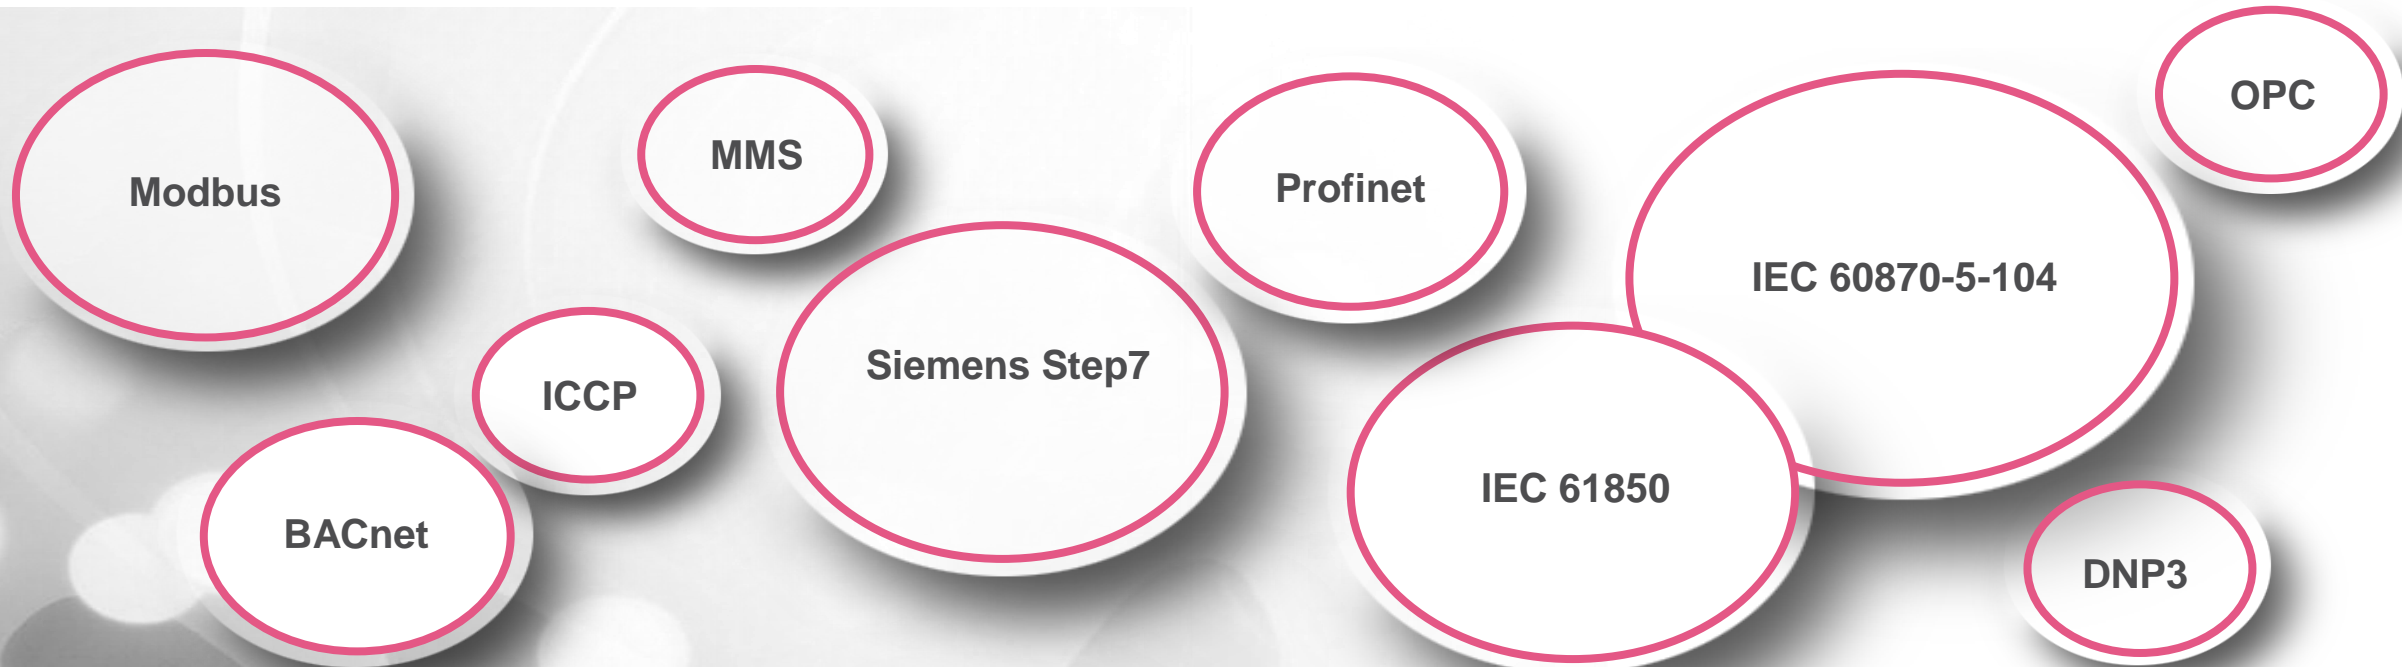 Modbus
MMS
Profinet
OPC
IEC 60870-5-104
ICCP
Siemens Step7
IEC 61850
BACnet
DNP3